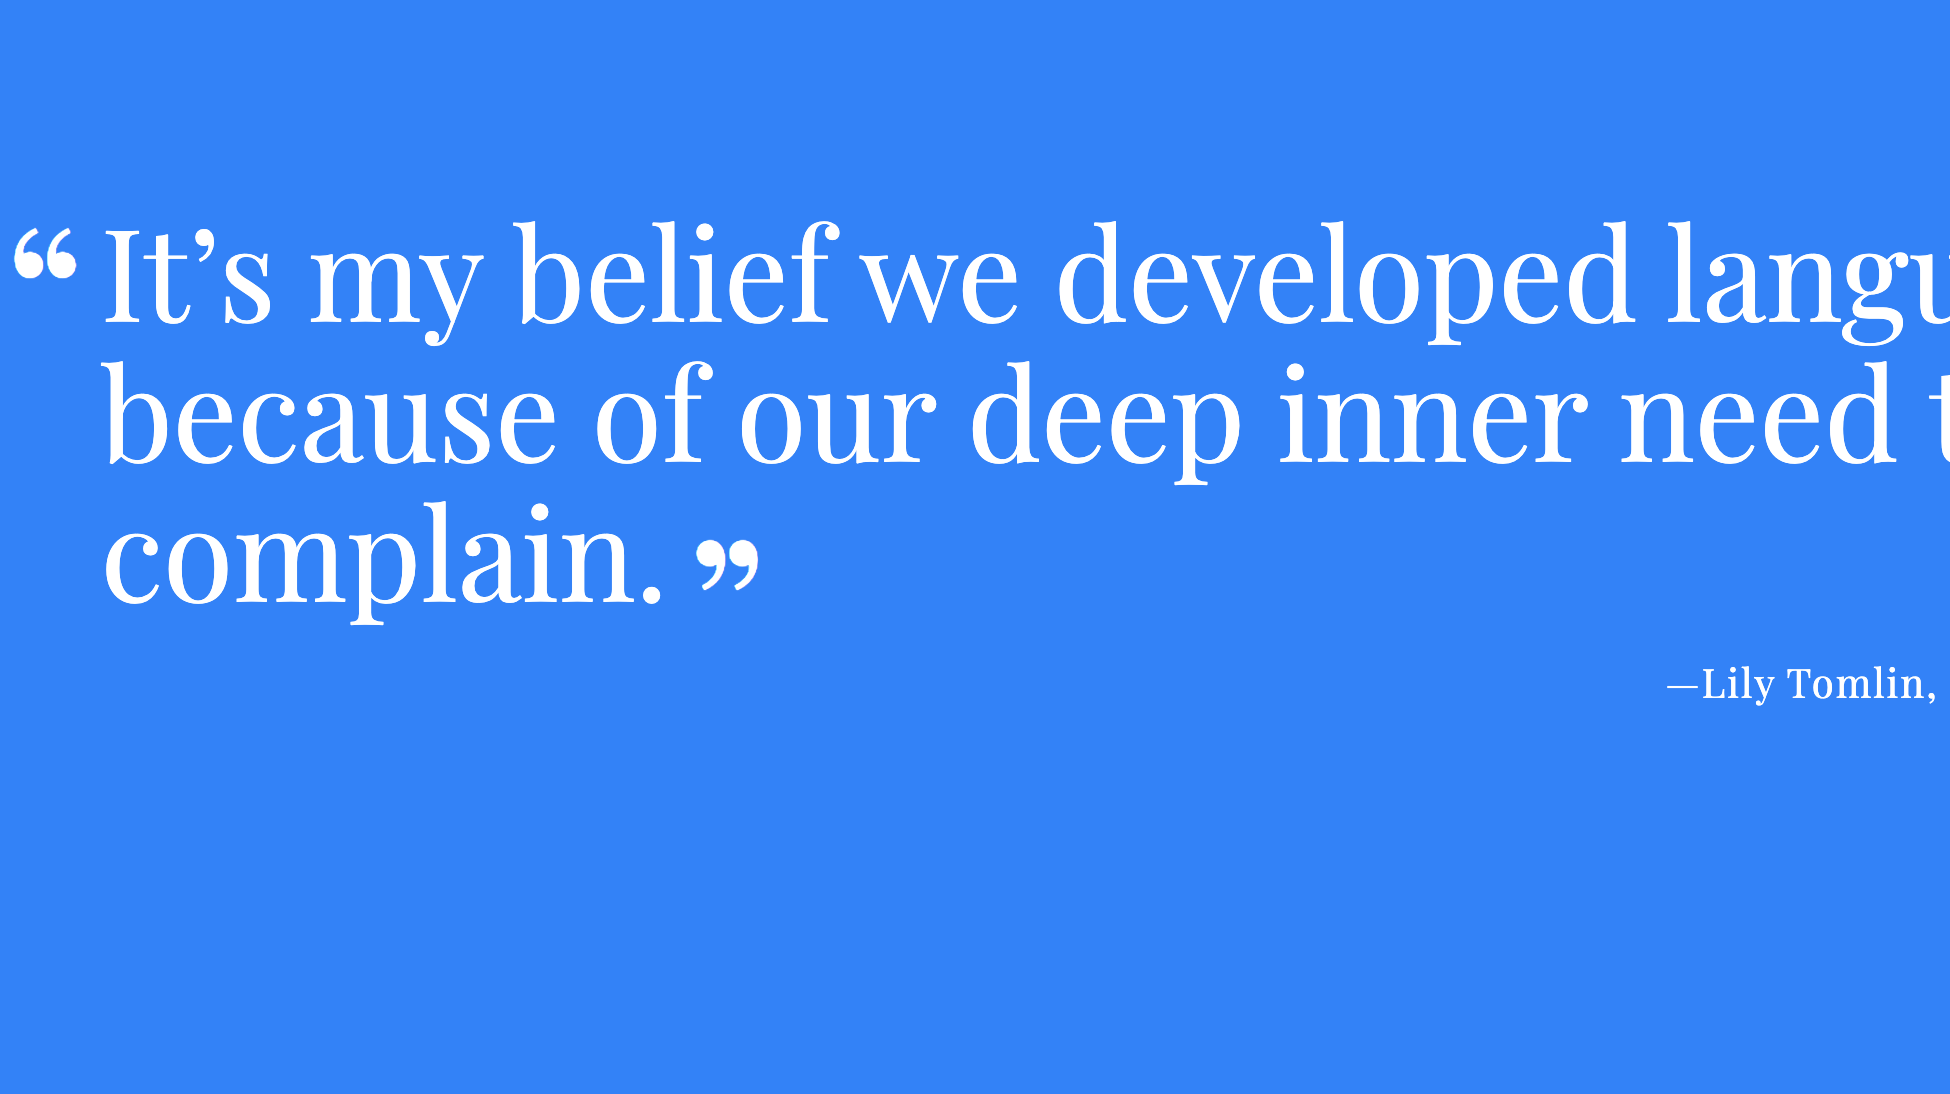 “It’s my belief we developed langu
because of our deep inner need t
complain.”
—Lily Tomlin,